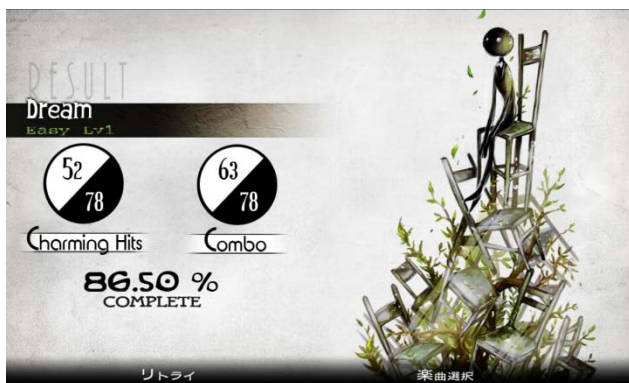 RESULT
Dream
Easy Lv1
52
78
63
78
Charming Hits
Combo
86.50 %
COMPLETE
リトライ
楽曲選択